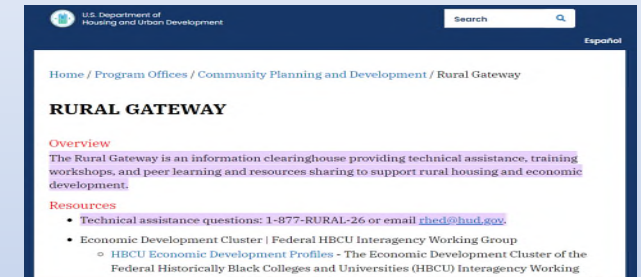 U.S. Department of
Housing and Urban Development
Search
Español
Home / Program Offices / Community Planning and Development / Rural Gateway
RURAL GATEWAY
Overview
The Rural Gateway is an information clearinghouse providing technical assistance, training
workshops, and peer learning and resources sharing to support rural housing and economic
development.
Resources
• Technical assistance questions: 1-877-RURAL-26 or email rhed@hud.gov.
• Economic Development Cluster | Federal HBCU Interagency Working Group
○ HBCU Economic Development Profiles - The Economic Development Cluster of the
Federal Historically Black Colleges and Universities (HBCU) Interagency Working